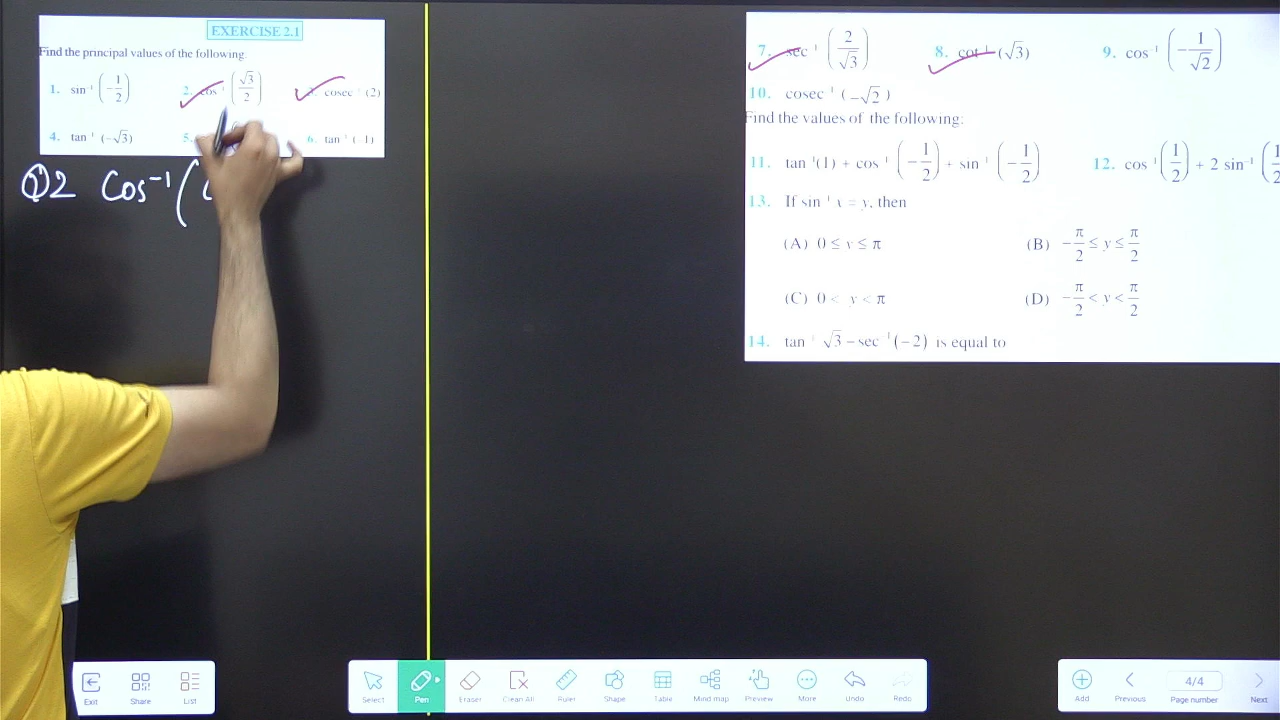 EXERCISE 2.1
Find the principal values of the following.
1. sin⁻¹ (−1/2) 2. cos⁻¹ (√3/2) 3. cosec⁻¹ (2)
4. tan⁻¹ (−√3) 5. 6. tan⁻¹ (−1)
Q2 Cos⁻¹(
7. sec⁻¹ (2/√3) 8. cot⁻¹ (√3) 9. cos⁻¹ (−1/√2)
10. cosec⁻¹ (−√2)
Find the values of the following:
11. tan⁻¹(1) + cos⁻¹ (−1/2) + sin⁻¹ (−1/2) 12. cos⁻¹ (1/2) + 2 sin⁻¹ (1
13. If sin⁻¹ x = y, then
(A) 0 ≤ y ≤ π (B) −π/2 ≤ y ≤ π/2
(C) 0 < y < π (D) −π/2 < y < π/2
14. tan⁻¹ √3 − sec⁻¹ (−2) is equal to
Exit Share List Select Pen Eraser Clean All Ruler Shape Table Mind map Preview More Undo Redo Add Previous 4/4 Page number Next